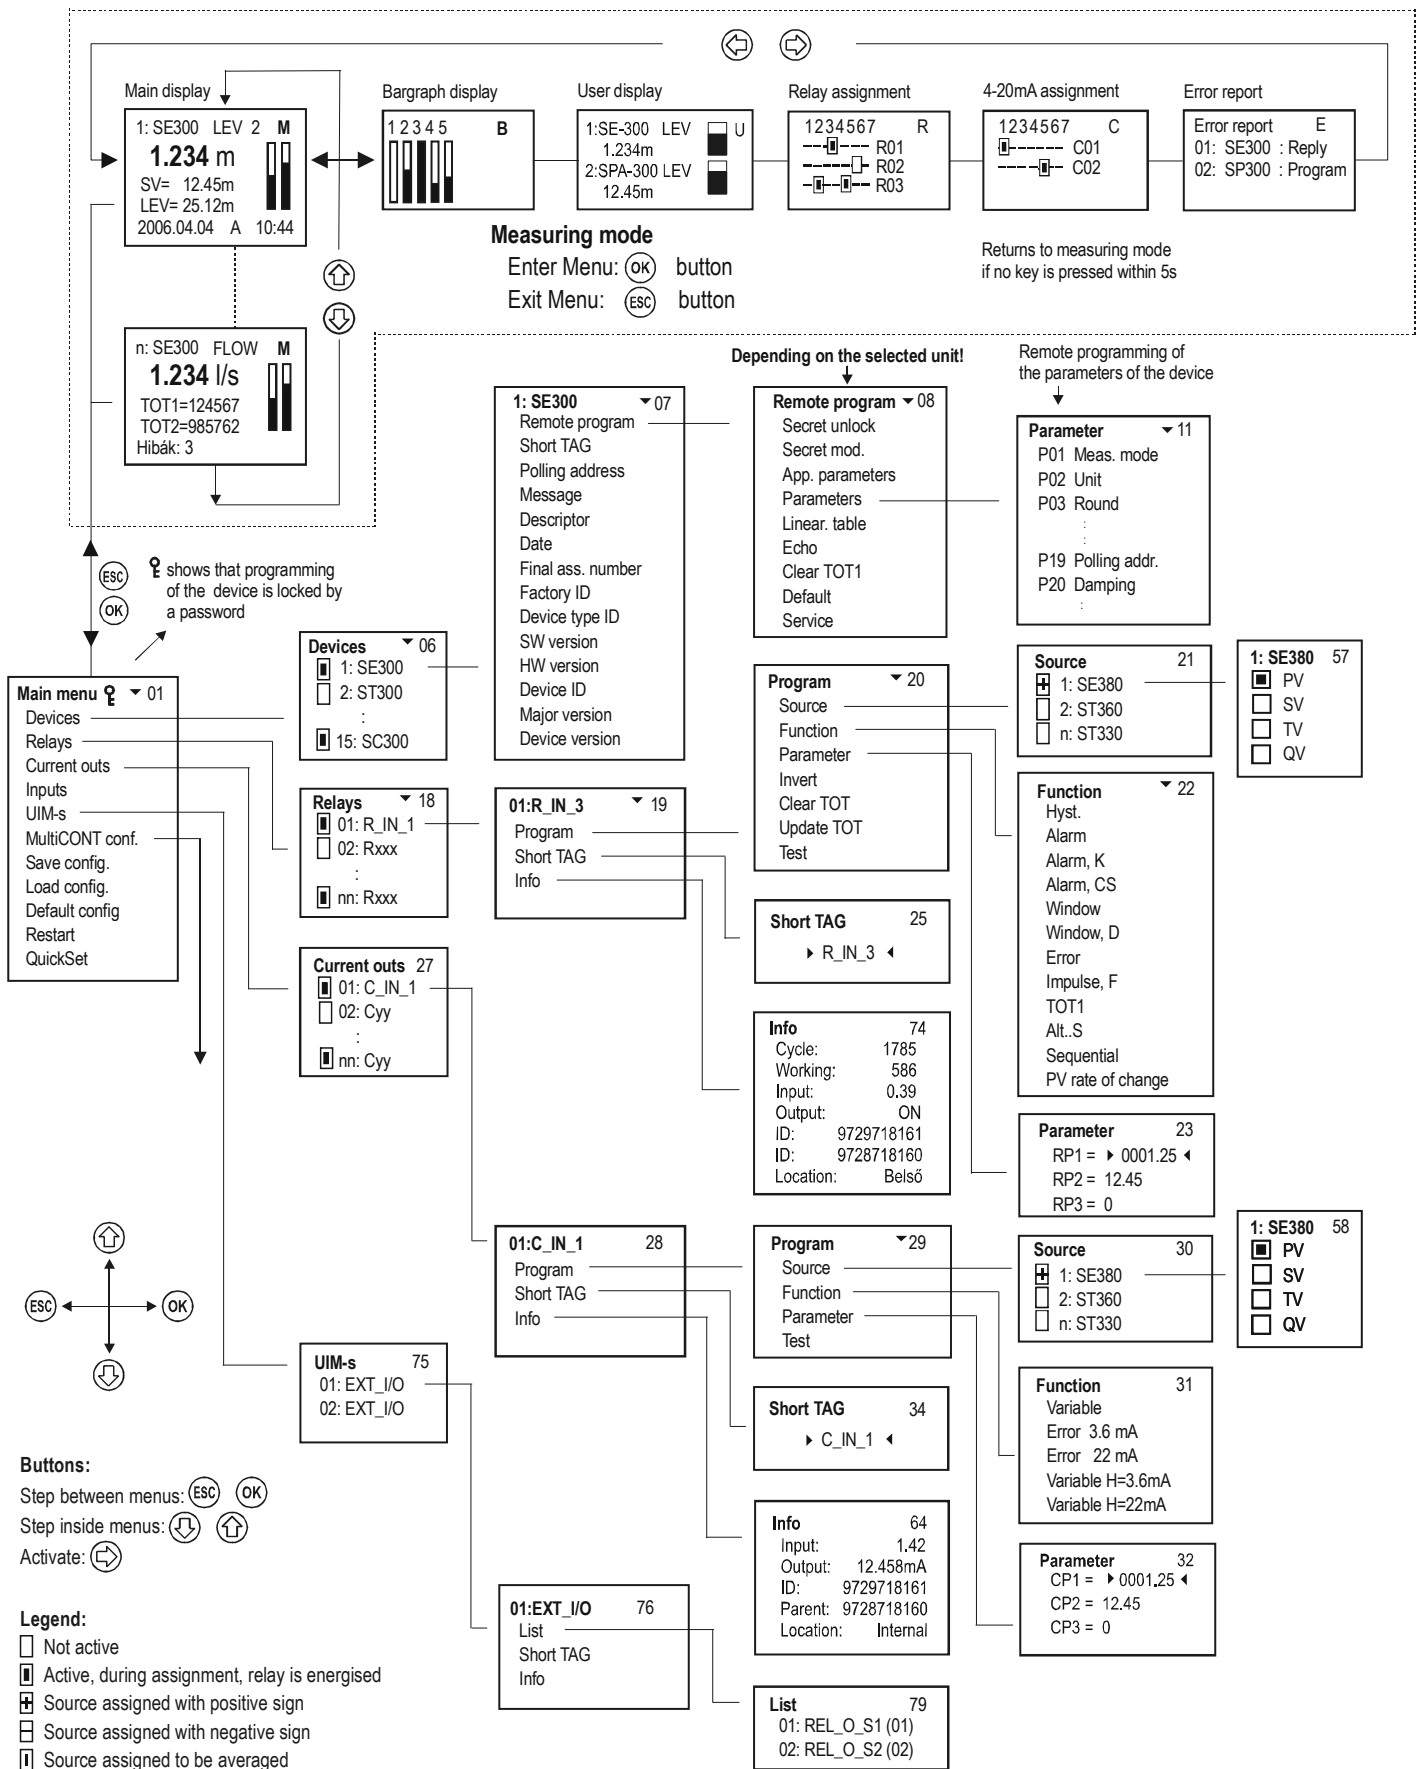 Main display
1: SE300 LEV 2 M
1.234 m
SV= 12.45m
LEV= 25.12m
2006.04.04 A 10:44
Bargraph display
1 2 3 4 5 B
User display
1:SE-300 LEV U
1.234m
2:SPA-300 LEV
12.45m
Relay assignment
1234567 R
R01
R02
R03
4-20mA assignment
1234567 C
C01
C02
Error report
Error report E
01: SE300 : Reply
02: SP300 : Program
Measuring mode
Enter Menu: OK button
Exit Menu: ESC button
Returns to measuring mode
if no key is pressed within 5s
n: SE300 FLOW M
1.234 l/s
TOT1=124567
TOT2=985762
Hibák: 3
ESC
OK
shows that programming
of the device is locked by
a password
Main menu 01
Devices
Relays
Current outs
Inputs
UIM-s
MultiCONT conf.
Save config.
Load config.
Default config
Restart
QuickSet
Devices 06
1: SE300
2: ST300
:
15: SC300
Relays 18
01: R_IN_1
02: Rxxx
:
nn: Rxxx
Current outs 27
01: C_IN_1
02: Cyy
:
nn: Cyy
UIM-s 75
01: EXT_I/O
02: EXT_I/O
1: SE300 07
Remote program
Short TAG
Polling address
Message
Descriptor
Date
Final ass. number
Factory ID
Device type ID
SW version
HW version
Device ID
Major version
Device version
01:R_IN_3 19
Program
Short TAG
Info
01:C_IN_1 28
Program
Short TAG
Info
01:EXT_I/O 76
List
Short TAG
Info
Depending on the selected unit!
Remote program 08
Secret unlock
Secret mod.
App. parameters
Parameters
Linear. table
Echo
Clear TOT1
Default
Service
Program 20
Source
Function
Parameter
Invert
Clear TOT
Update TOT
Test
Short TAG 25
R_IN_3
Info 74
Cycle: 1785
Working: 586
Input: 0.39
Output: ON
ID: 9729718161
ID: 9728718160
Location: Belső
Program 29
Source
Function
Parameter
Test
Short TAG 34
C_IN_1
Info 64
Input: 1.42
Output: 12.458mA
ID: 9729718161
Parent: 9728718160
Location: Internal
List 79
01: REL_O_S1 (01)
02: REL_O_S2 (02)
Remote programming of
the parameters of the device
Parameter 11
P01 Meas. mode
P02 Unit
P03 Round
:
:
P19 Polling addr.
P20 Damping
:
Source 21
1: SE380
2: ST360
n: ST330
1: SE380 57
PV
SV
TV
QV
Function 22
Hyst.
Alarm
Alarm, K
Alarm, CS
Window
Window, D
Error
Impulse, F
TOT1
Alt..S
Sequential
PV rate of change
Parameter 23
RP1 = 0001.25
RP2 = 12.45
RP3 = 0
Source 30
1: SE380
2: ST360
n: ST330
1: SE380 58
PV
SV
TV
QV
Function 31
Variable
Error 3.6 mA
Error 22 mA
Variable H=3.6mA
Variable H=22mA
Parameter 32
CP1 = 0001.25
CP2 = 12.45
CP3 = 0
ESC OK
Buttons:
Step between menus: ESC OK
Step inside menus:
Activate:
Legend:
Not active
Active, during assignment, relay is energised
Source assigned with positive sign
Source assigned with negative sign
Source assigned to be averaged